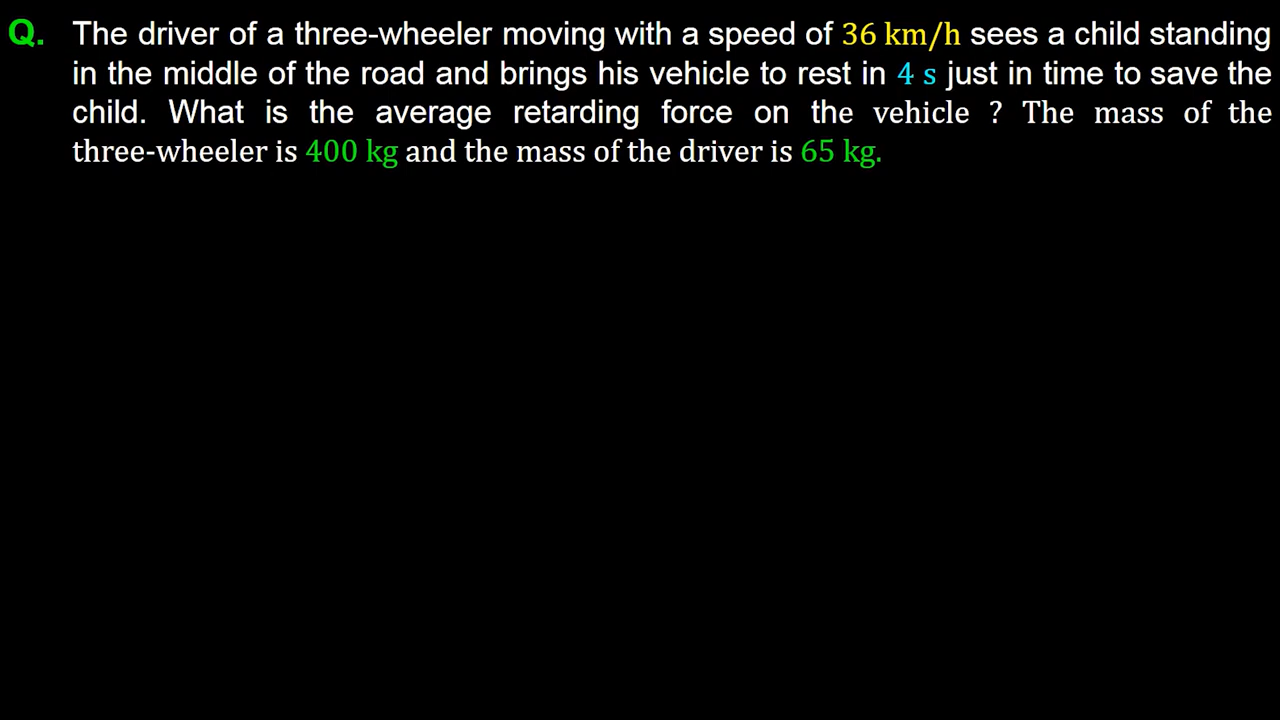 Q. The driver of a three-wheeler moving with a speed of 36 km/h sees a child standing
in the middle of the road and brings his vehicle to rest in 4 s just in time to save the
child. What is the average retarding force on the vehicle ? The mass of the
three-wheeler is 400 kg and the mass of the driver is 65 kg.